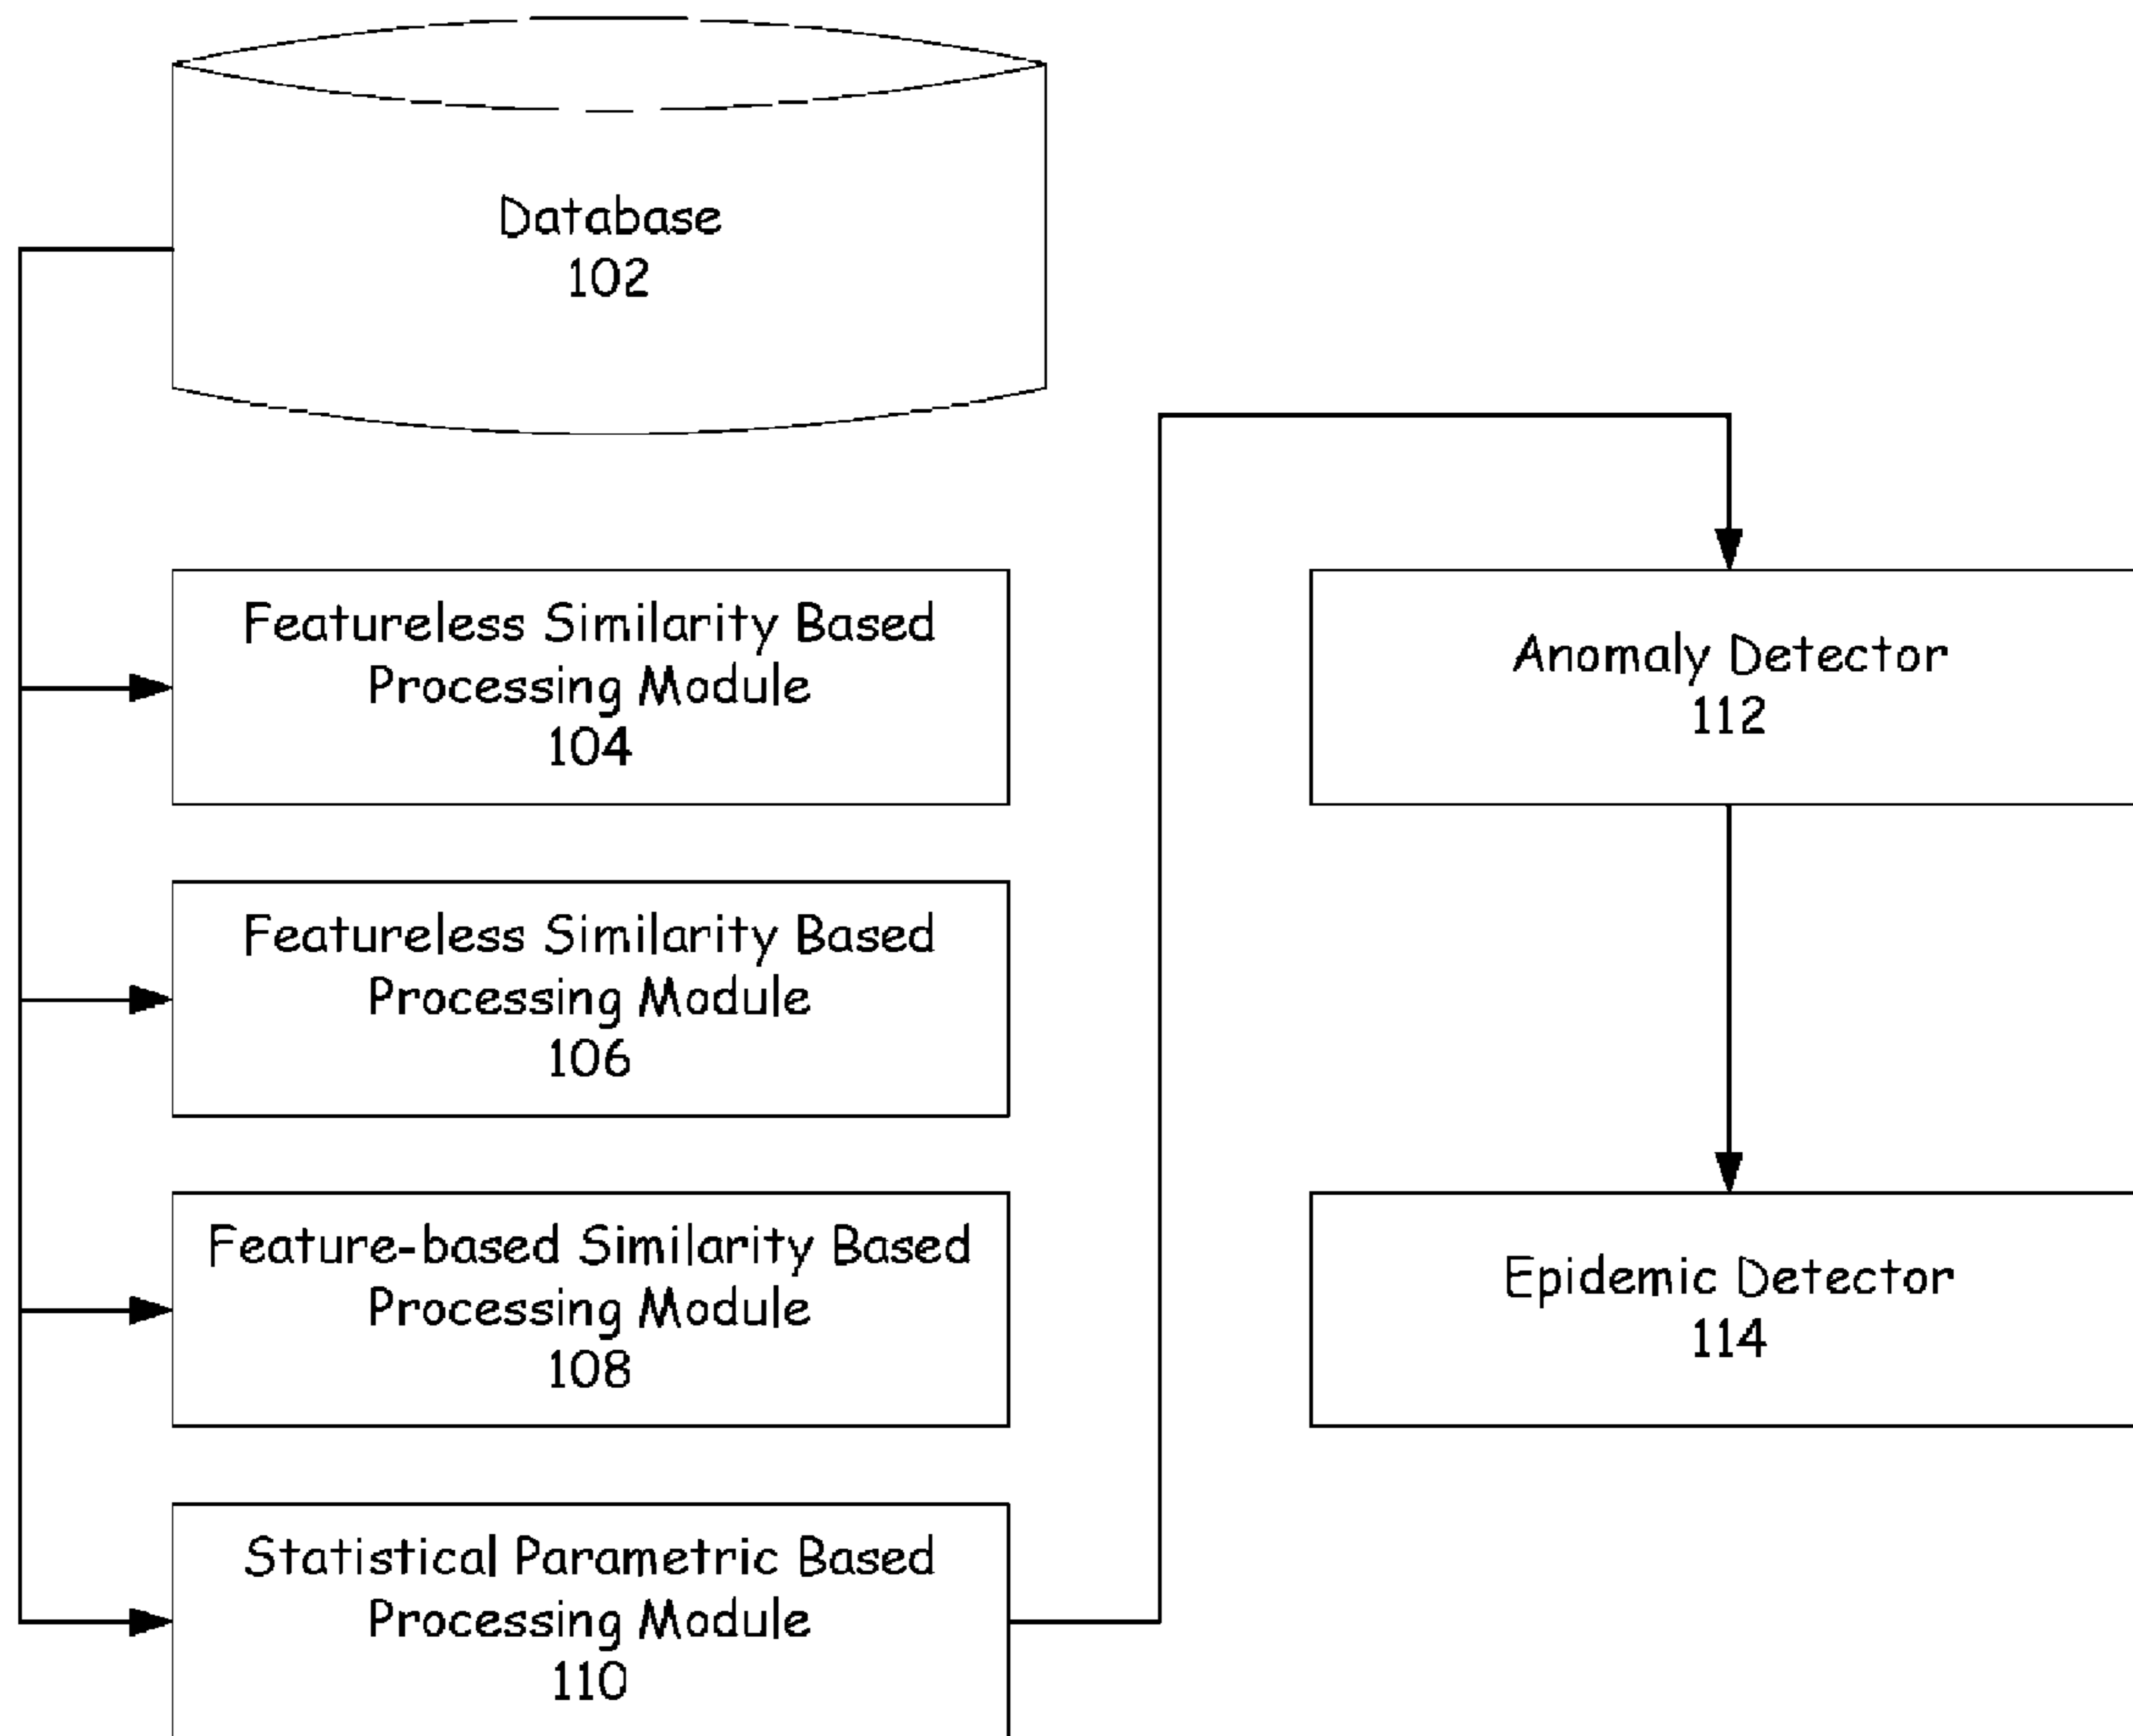 Database
102
Featureless Similarity Based
Processing Module
104
Featureless Similarity Based
Processing Module
106
Feature-based Similarity Based
Processing Module
108
Statistical Parametric Based
Processing Module
110
Anomaly Detector
112
Epidemic Detector
114